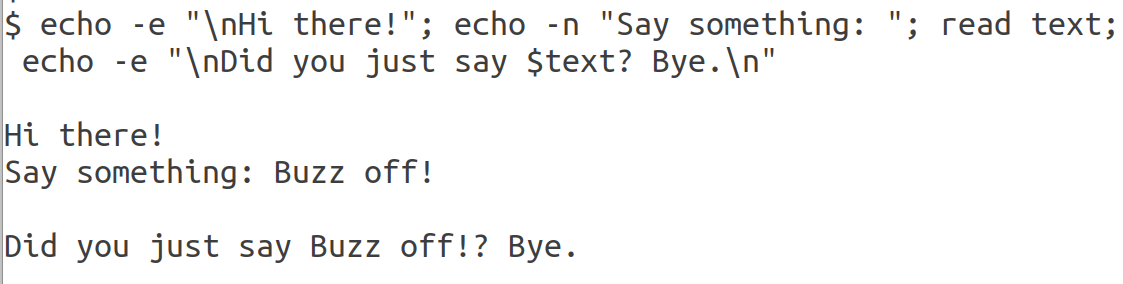 $ echo -e "\nHi there!"; echo -n "Say something: "; read text;
echo -e "\nDid you just say $text? Bye.\n"
Hi there!
Say something: Buzz off!
Did you just say Buzz off!? Bye.